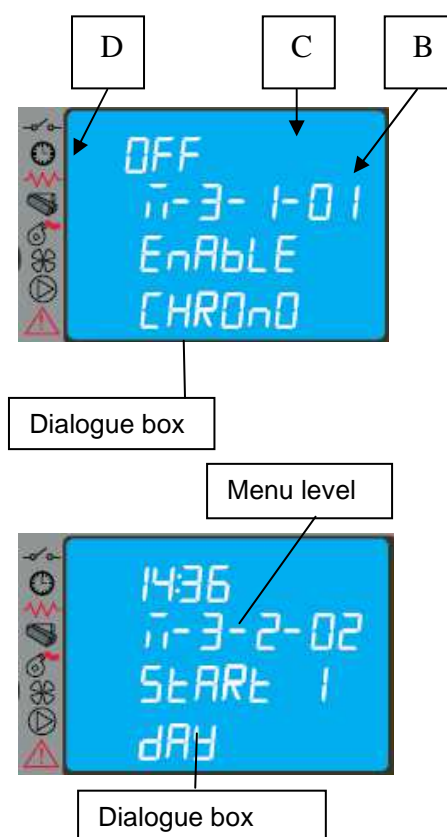 D C B
OFF
M-3-1-01
EnAbLE
CHROnO
Dialogue box
Menu level
14:36
M-3-2-02
StARt 1
dAY
Dialogue box